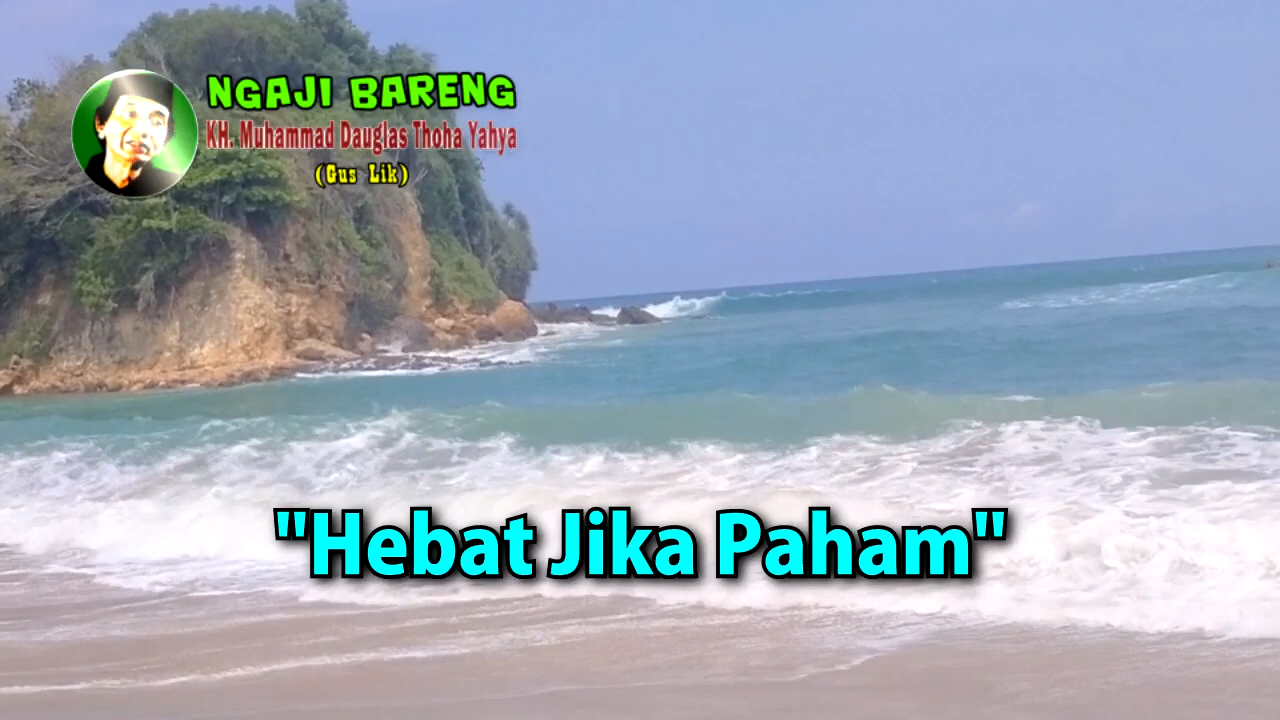 NGAJI BARENG
KH. Muhammad Dauglas Thoha Yahya
(Gus Lik)
"Hebat Jika Paham"